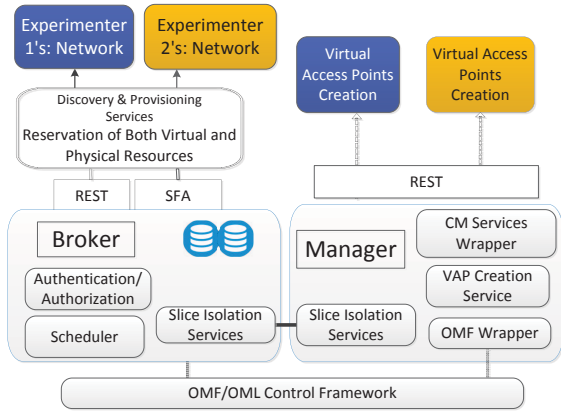 Experimenter
1's: Network
Experimenter
2's: Network
Virtual
Access Points
Creation
Virtual Access
Points
Creation
Discovery & Provisioning
Services
Reservation of Both Virtual and
Physical Resources
REST
SFA
REST
Broker
Authentication/
Authorization
Scheduler
Slice Isolation
Services
Manager
Slice Isolation
Services
CM Services
Wrapper
VAP Creation
Service
OMF Wrapper
OMF/OML Control Framework